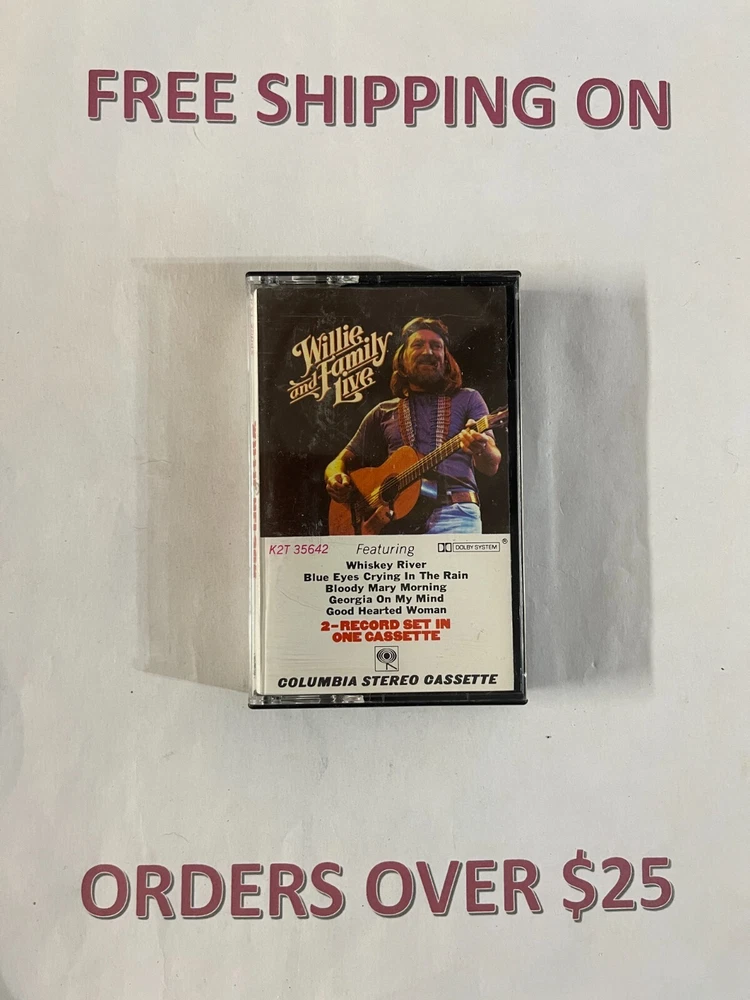 FREE SHIPPING ON
Willie
and Family
Live
K2T 35642 Featuring DOLBY SYSTEM ®
Whiskey River
Blue Eyes Crying In The Rain
Bloody Mary Morning
Georgia On My Mind
Good Hearted Woman
2-RECORD SET IN
ONE CASSETTE
COLUMBIA STEREO CASSETTE
ORDERS OVER $25